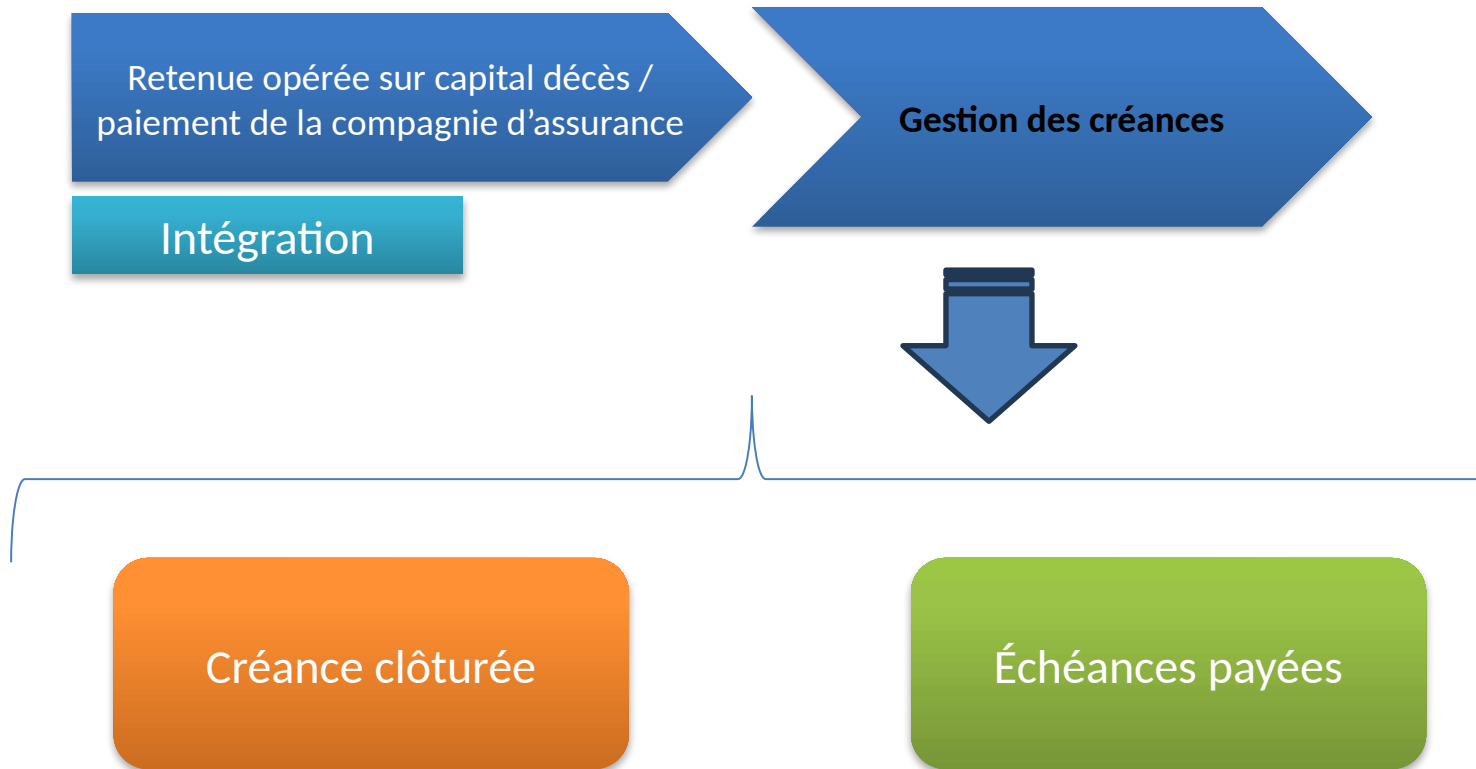 Retenue opérée sur capital décès /
paiement de la compagnie d’assurance
Gestion des créances
Intégration
Créance clôturée
Échéances payées